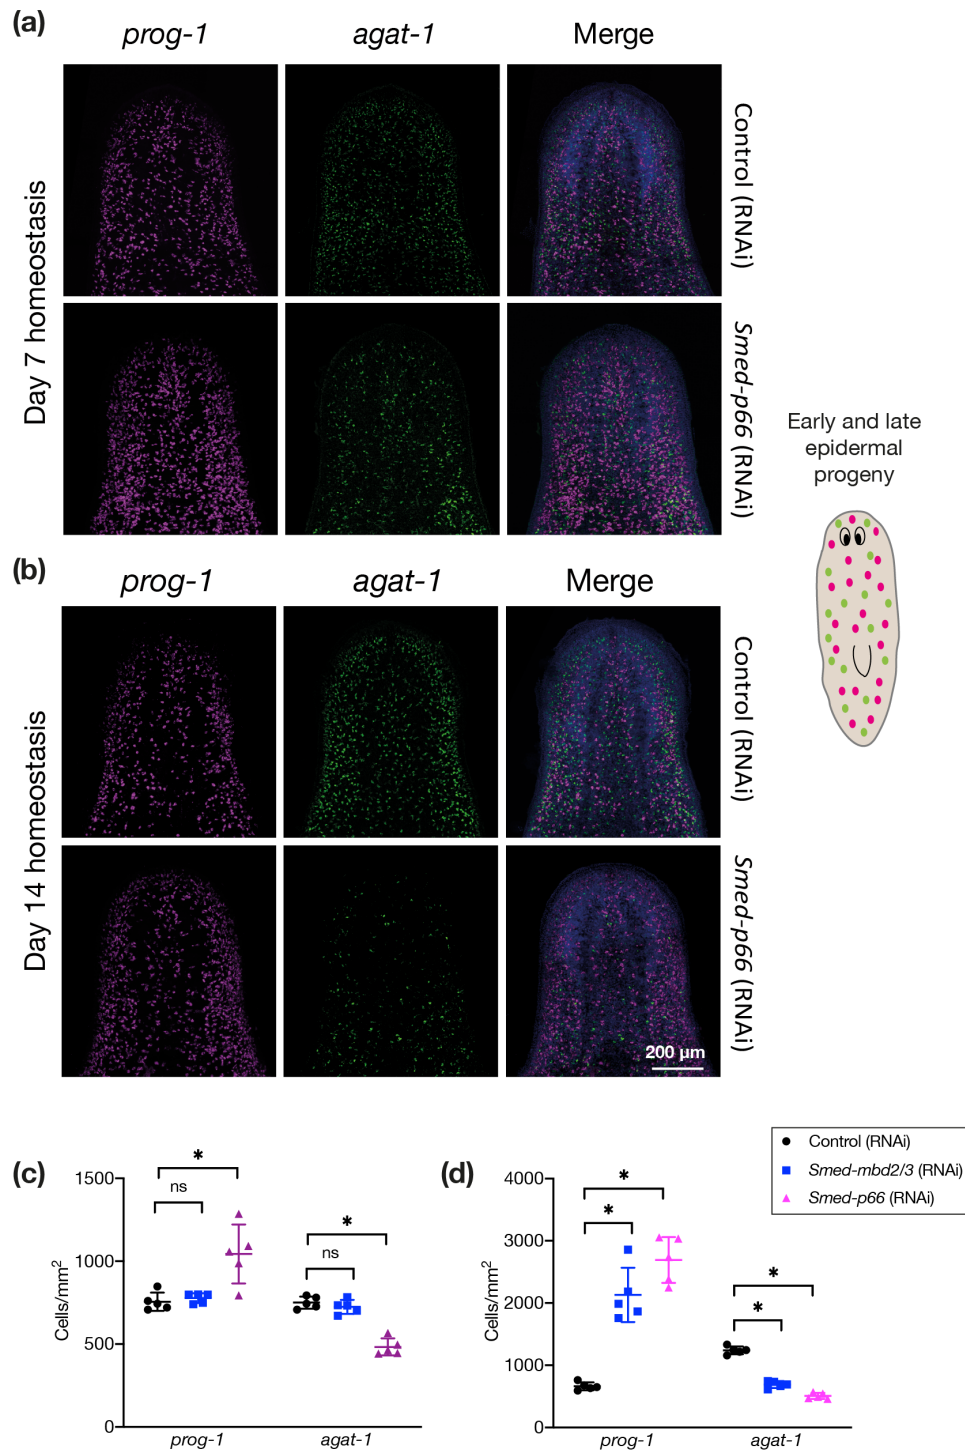 (a)
prog-1
agat-1
Merge
Day 7 homeostasis
Control (RNAi)
Smed-p66 (RNAi)
Early and late
epidermal
progeny
(b)
prog-1
agat-1
Merge
Day 14 homeostasis
Control (RNAi)
Smed-p66 (RNAi)
200 µm
Control (RNAi)
Smed-mbd2/3 (RNAi)
Smed-p66 (RNAi)
(c)
1500
1000
500
0
Cells/mm²
*
ns
*
ns
prog-1
agat-1
(d)
4000
3000
2000
1000
0
Cells/mm²
*
*
*
*
prog-1
agat-1